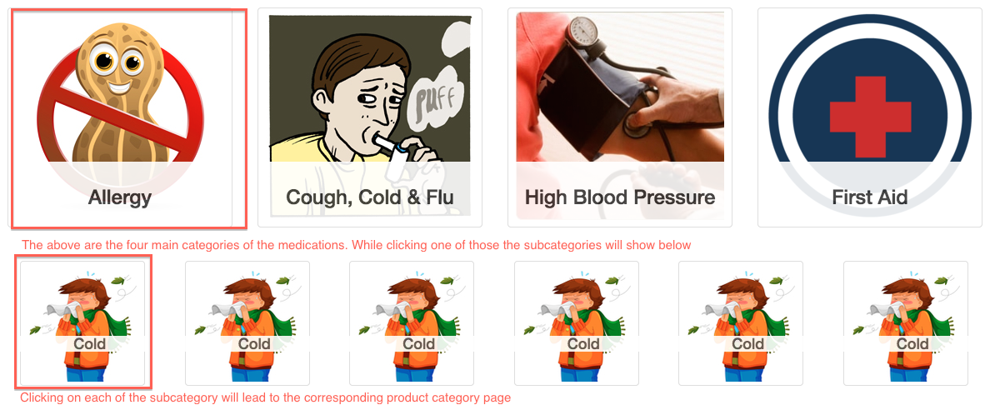 puff
Allergy
Cough, Cold & Flu
High Blood Pressure
First Aid
The above are the four main categories of the medications. While clicking one of those the subcategories will show below
Cold
Cold
Cold
Cold
Cold
Cold
Clicking on each of the subcategory will lead to the corresponding product category page